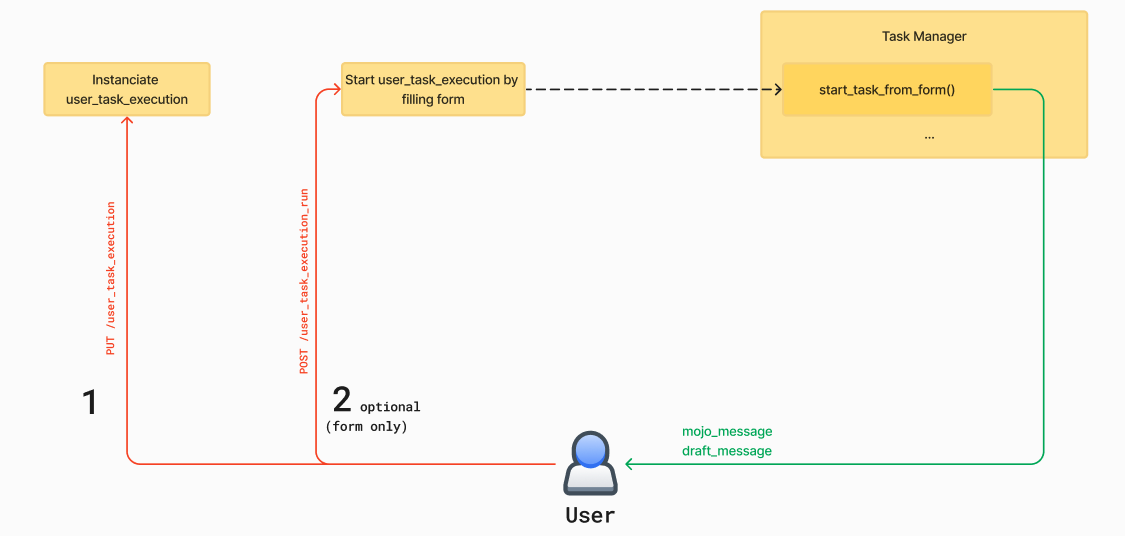 Task Manager
Instanciate
user_task_execution
Start user_task_execution by
filling form
start_task_from_form()
...
PUT /user_task_execution
POST /user_task_execution_run
1
2 optional
(form only)
mojo_message
draft_message
User